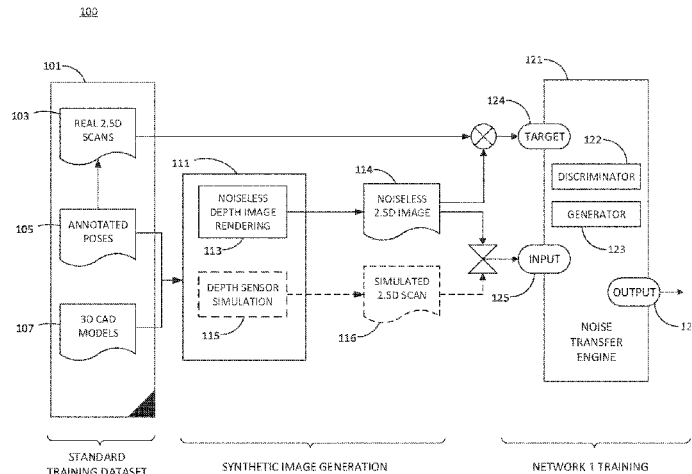 100
101
103
REAL 2.5D
SCANS
105
ANNOTATED
POSES
107
3D CAD
MODELS
111
NOISELESS
DEPTH IMAGE
RENDERING
113
DEPTH SENSOR
SIMULATION
115
114
NOISELESS
2.5D IMAGE
SIMULATED
2.5D SCAN
116
121
124
TARGET
122
DISCRIMINATOR
GENERATOR
123
INPUT
125
OUTPUT
12
NOISE
TRANSFER
ENGINE
STANDARD
TRAINING DATASET
SYNTHETIC IMAGE GENERATION
NETWORK 1 TRAINING